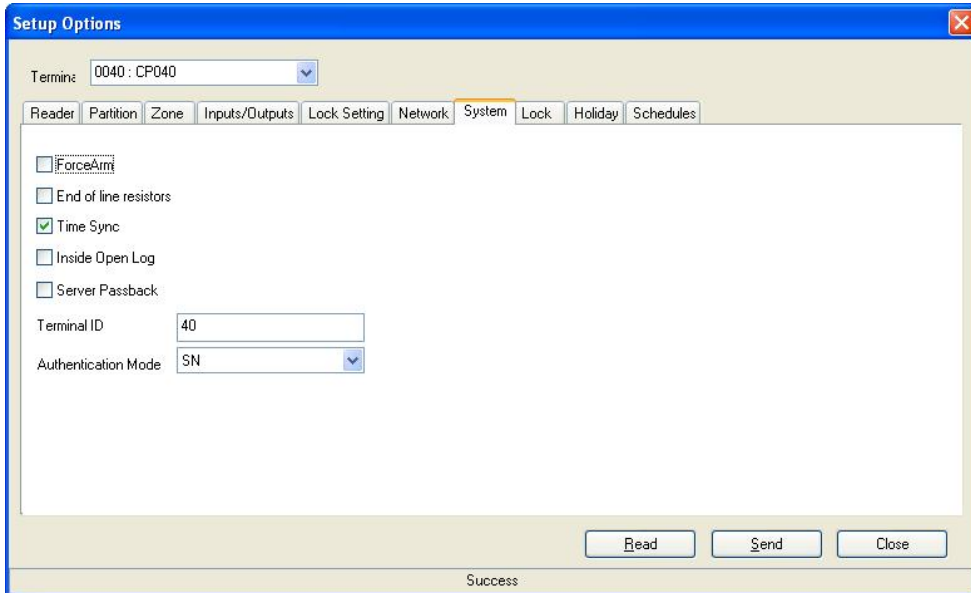 Setup Options
Termina 0040 : CP040
Reader Partition Zone Inputs/Outputs Lock Setting Network System Lock Holiday Schedules
ForceArm
End of line resistors
Time Sync
Inside Open Log
Server Passback
Terminal ID 40
Authentication Mode SN
Read Send Close
Success